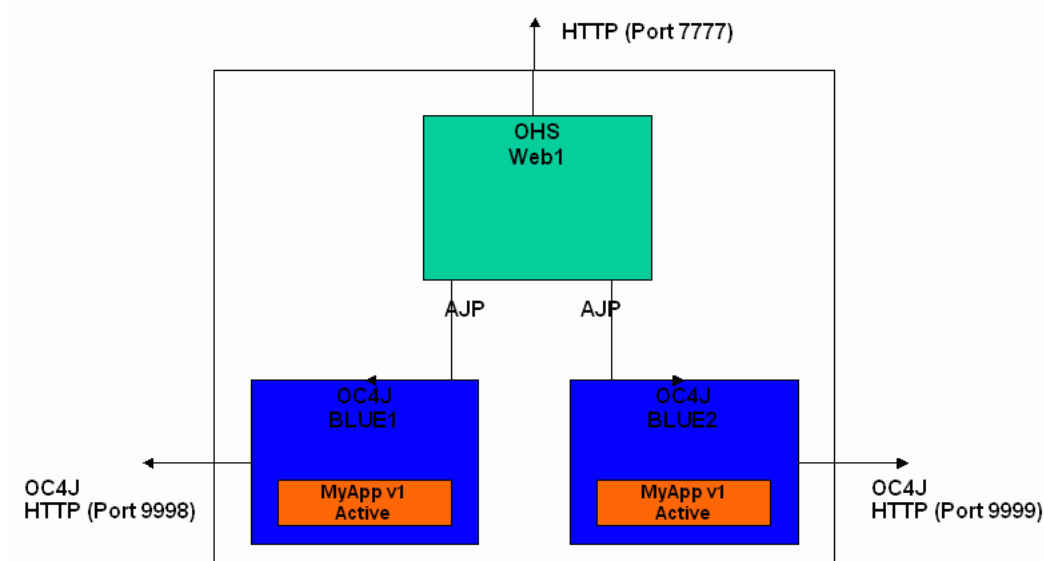 HTTP (Port 7777)
OHS
Web1
AJP
AJP
OC4J
BLUE1
OC4J
BLUE2
OC4J
HTTP (Port 9998)
MyApp v1
Active
MyApp v1
Active
OC4J
HTTP (Port 9999)